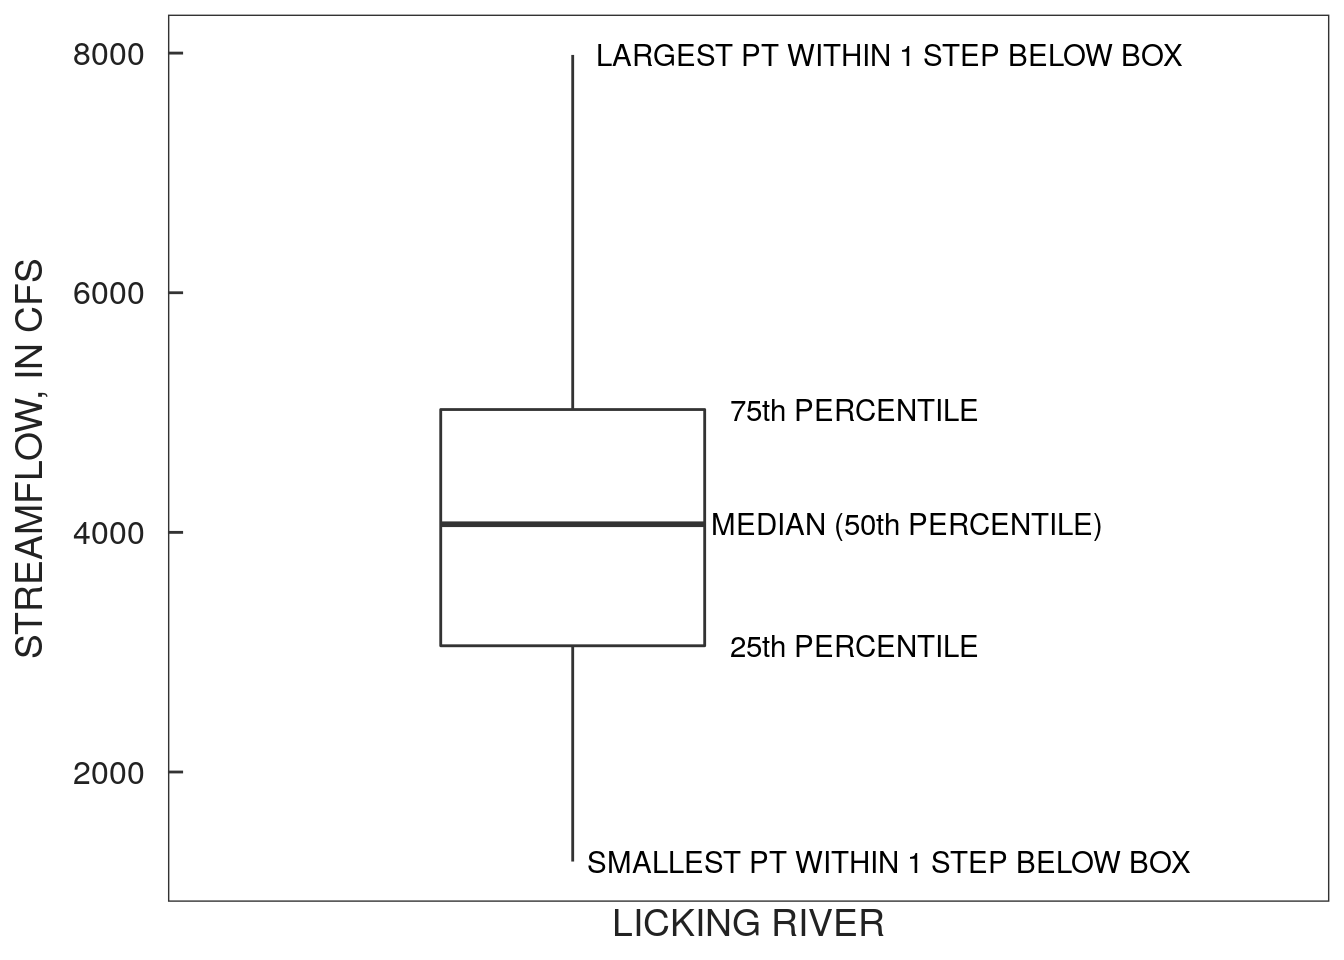 8000
LARGEST PT WITHIN 1 STEP BELOW BOX
6000
STREAMFLOW, IN CFS
75th PERCENTILE
4000
MEDIAN (50th PERCENTILE)
25th PERCENTILE
2000
SMALLEST PT WITHIN 1 STEP BELOW BOX
LICKING RIVER